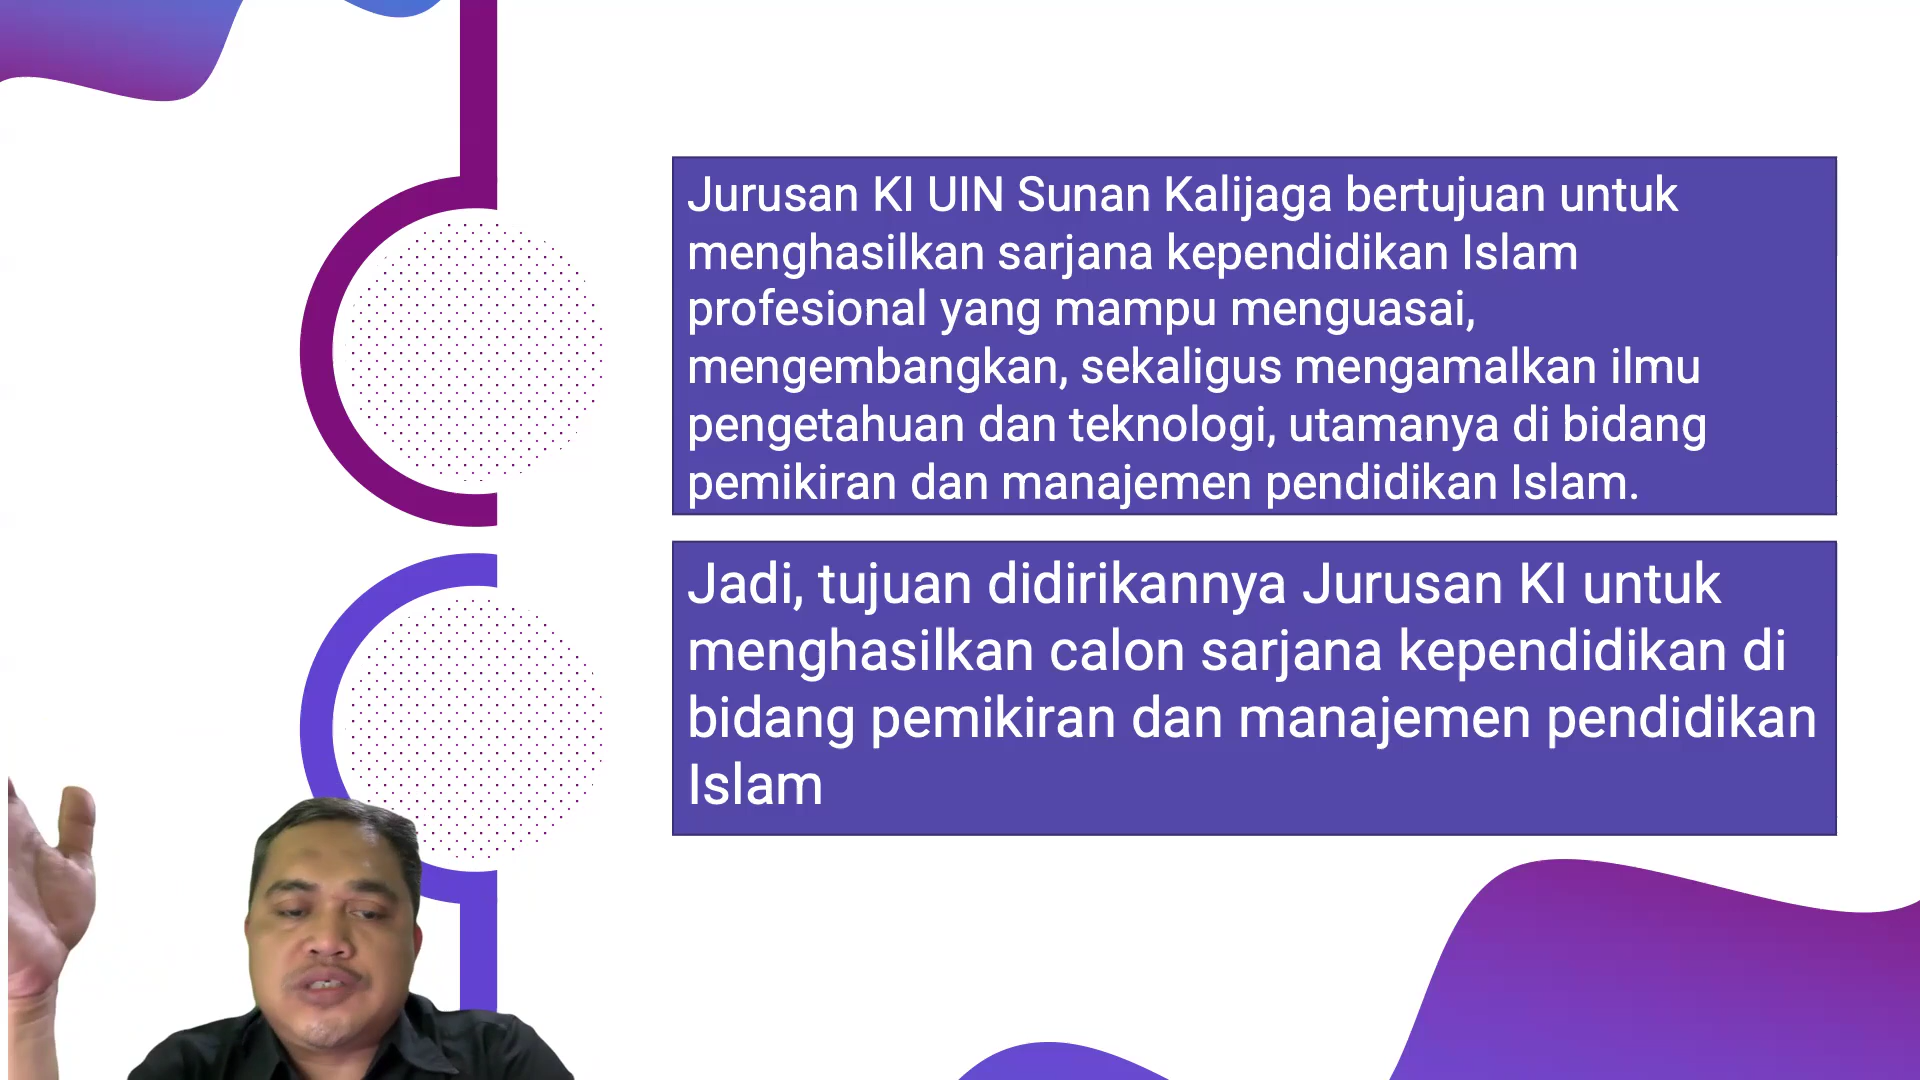 Jurusan KI UIN Sunan Kalijaga bertujuan untuk
menghasilkan sarjana kependidikan Islam
profesional yang mampu menguasai,
mengembangkan, sekaligus mengamalkan ilmu
pengetahuan dan teknologi, utamanya di bidang
pemikiran dan manajemen pendidikan Islam.
Jadi, tujuan didirikannya Jurusan KI untuk
menghasilkan calon sarjana kependidikan di
bidang pemikiran dan manajemen pendidikan
Islam